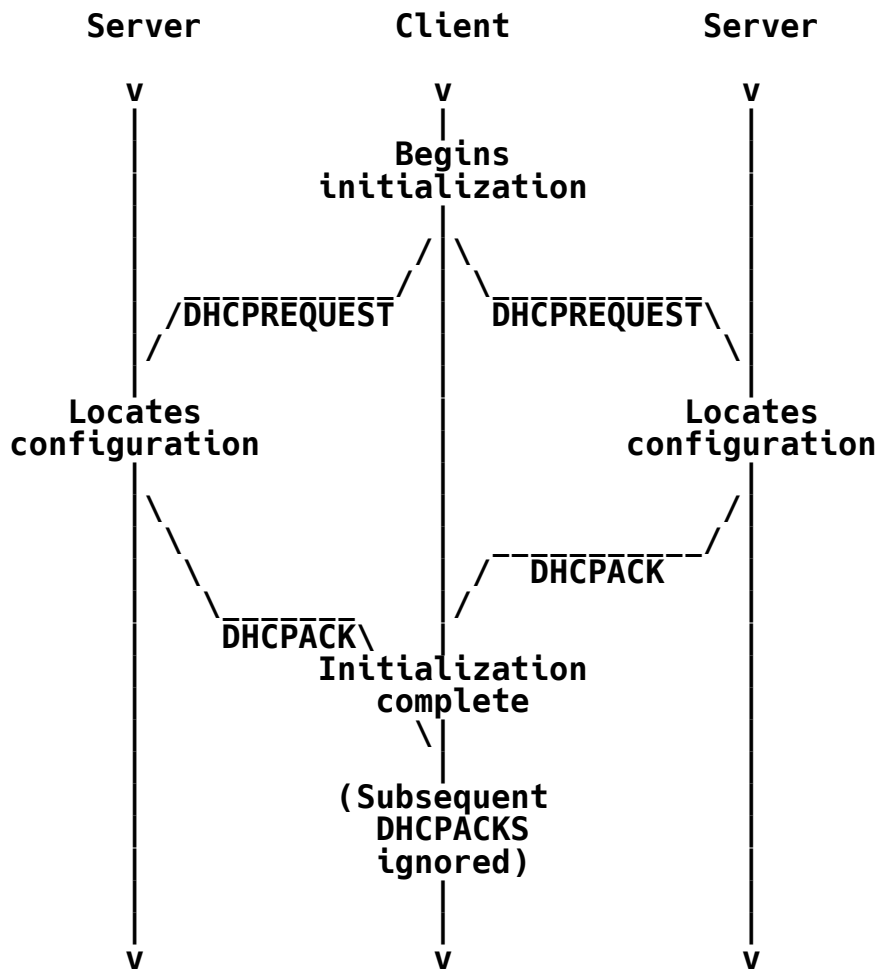 Server Client Server
v v v
Begins
initialization
DHCPREQUEST DHCPREQUEST
Locates Locates
configuration configuration
DHCPACK
DHCPACK
Initialization
complete
(Subsequent
DHCPACKS
ignored)
v v v